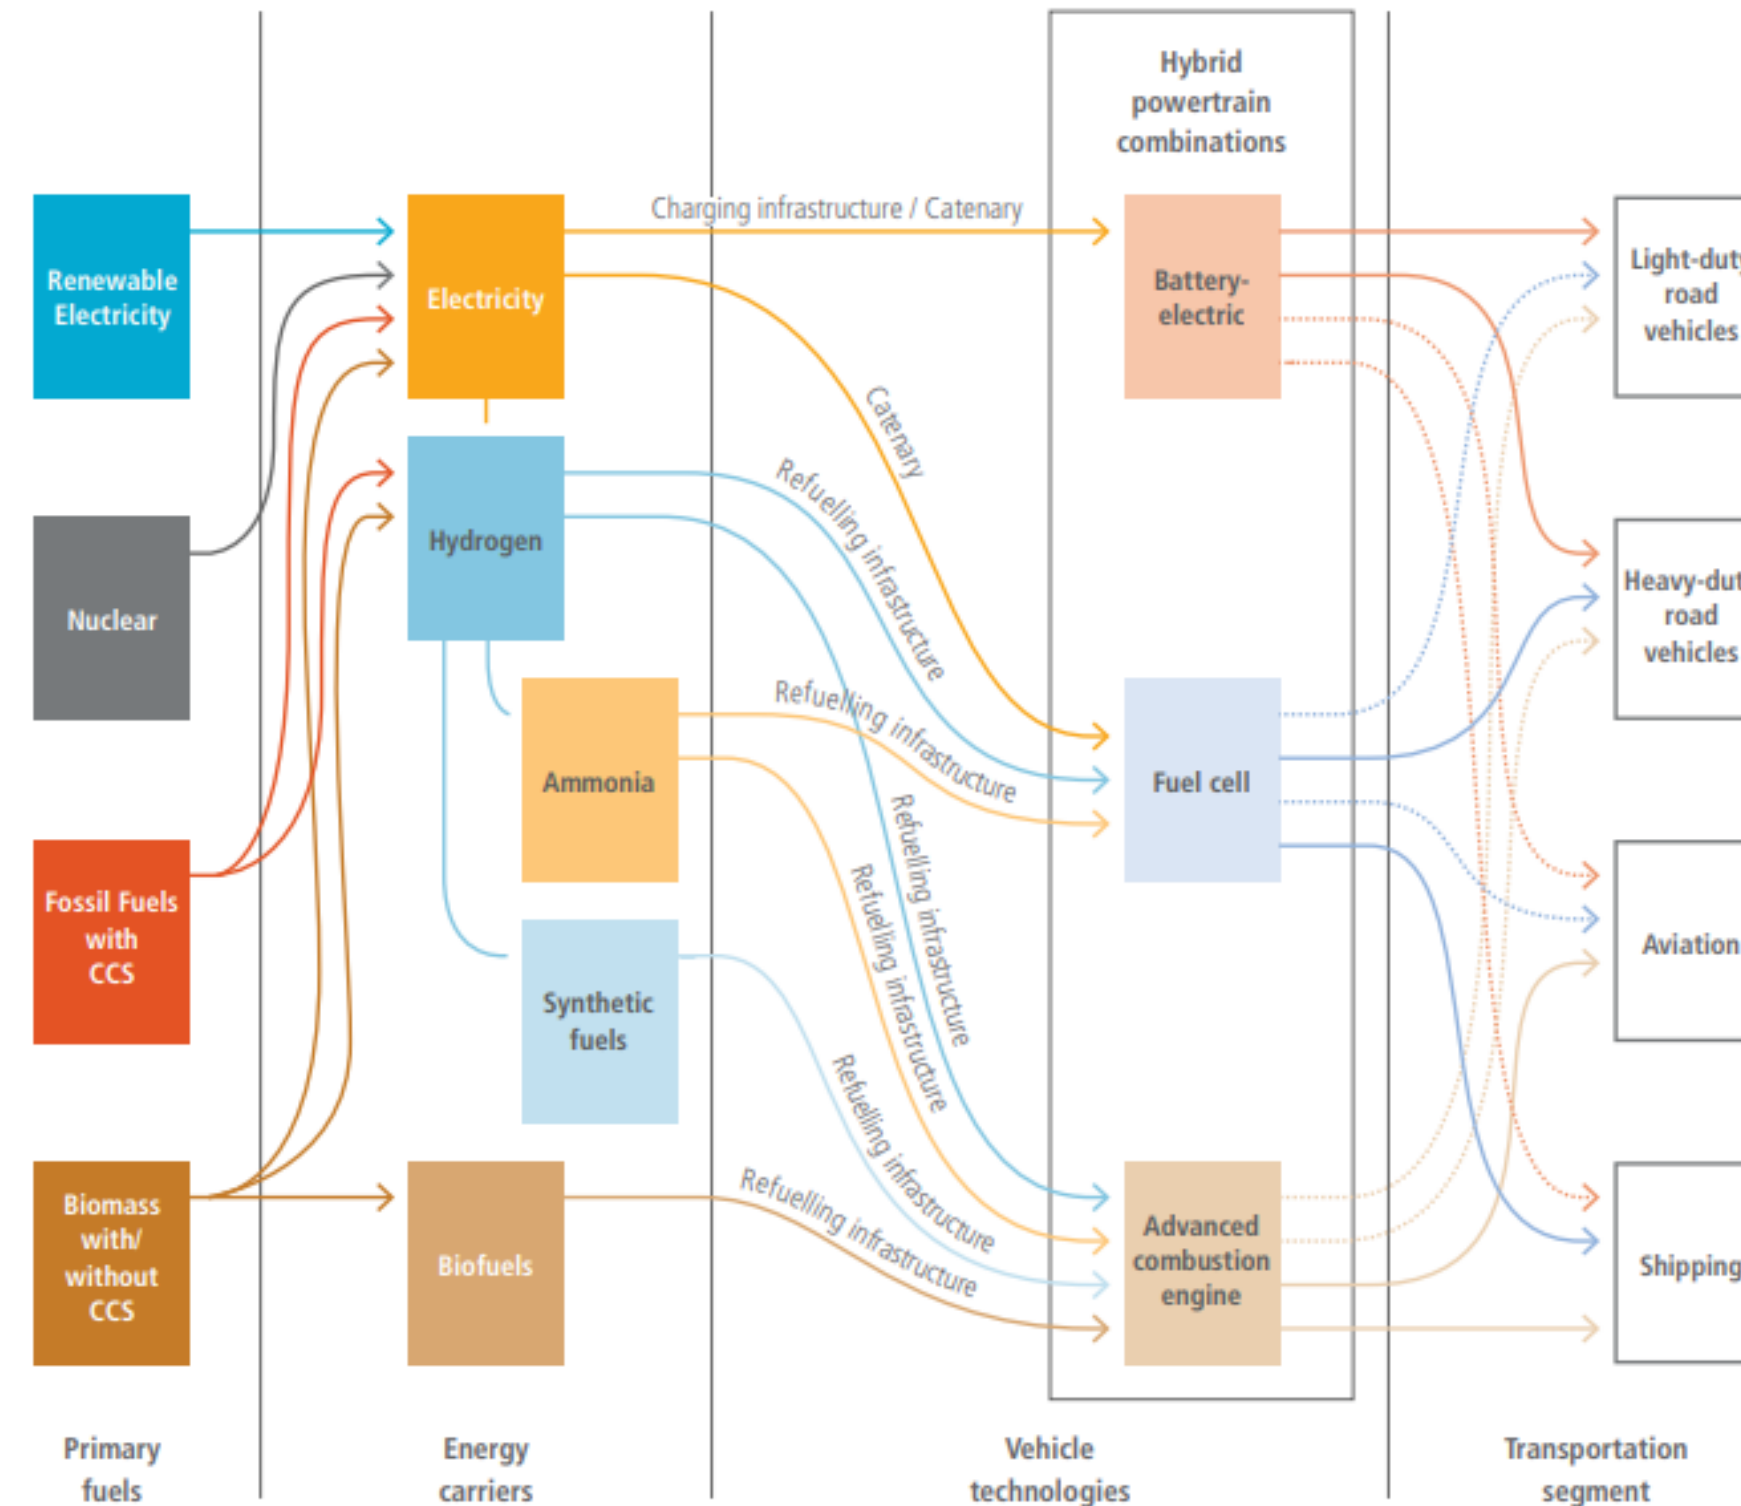 Hybrid
powertrain
combinations
Renewable
Electricity
Nuclear
Fossil Fuels
with
CCS
Biomass
with/
without
CCS
Electricity
Hydrogen
Ammonia
Synthetic
fuels
Biofuels
Charging infrastructure / Catenary
Catenary
Refuelling infrastructure
Refuelling infrastructure
Refuelling infrastructure
Refuelling infrastructure
Refuelling infrastructure
Refuelling infrastructure
Battery-
electric
Fuel cell
Advanced
combustion
engine
Light-duty
road
vehicles
Heavy-dut
road
vehicles
Aviation
Shipping
Primary
fuels
Energy
carriers
Vehicle
technologies
Transportation
segment